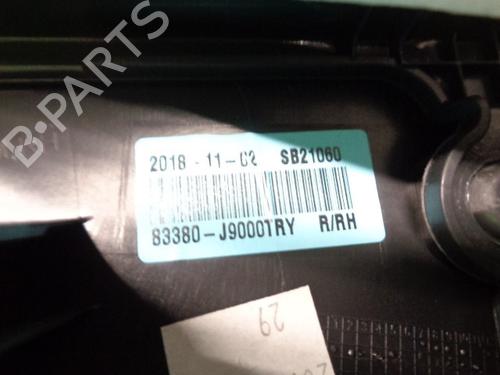 B-PARTS
2018-11-02 SB21060
83380-J9000TRY R/RH
29